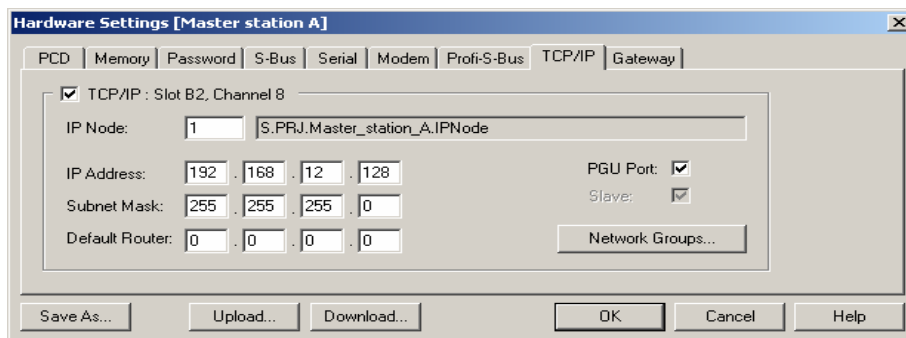 Hardware Settings [Master station A]
PCD Memory Password S-Bus Serial Modem Profi-S-Bus TCP/IP Gateway
TCP/IP : Slot B2, Channel 8
IP Node: 1 S.PRJ.Master_station_A.IPNode
IP Address: 192 . 168 . 12 . 128 PGU Port:
Subnet Mask: 255 . 255 . 255 . 0 Slave:
Default Router: 0 . 0 . 0 . 0 Network Groups...
Save As... Upload... Download... OK Cancel Help